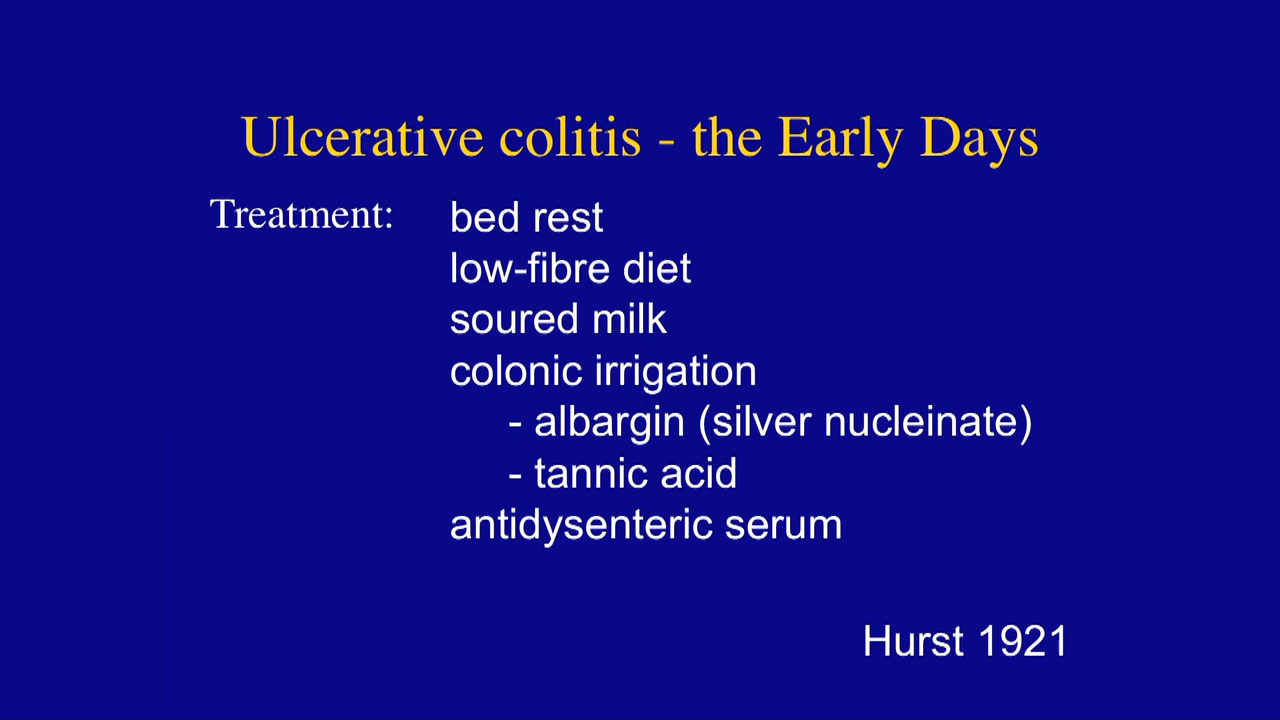 Ulcerative colitis - the Early Days
Treatment: bed rest
low-fibre diet
soured milk
colonic irrigation
- albargin (silver nucleinate)
- tannic acid
antidysenteric serum
Hurst 1921